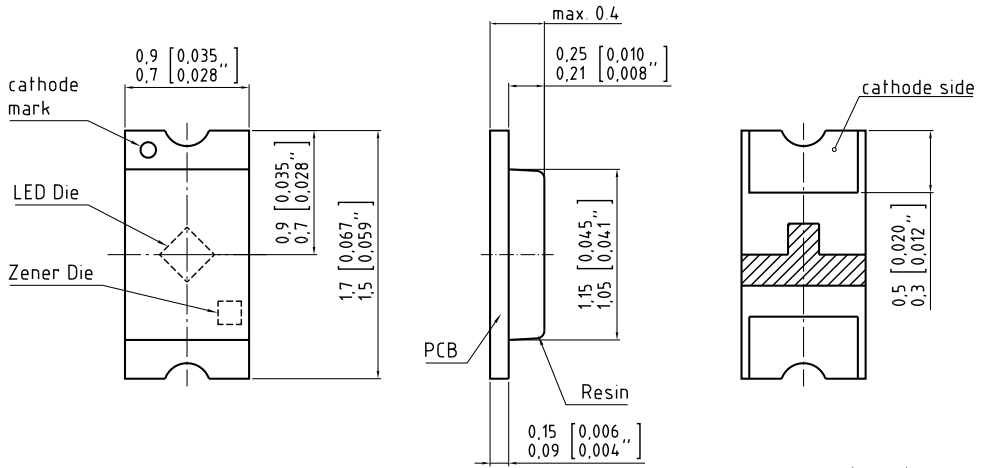 max. 0.4
0,9 [0,035
0,7 0,028″]
0,25 [0,010
0,21 0,008″]
cathode
mark
cathode side
LED Die
0,9 [0,035″]
0,7 0,028
1,7 [0,067″]
1,5 0,059
1,15 [0,045″]
1,05 0,041
0,5 [0,020″]
0,3 0,012
Zener Die
PCB
Resin
0,15 [0,006
0,09 0,004″]